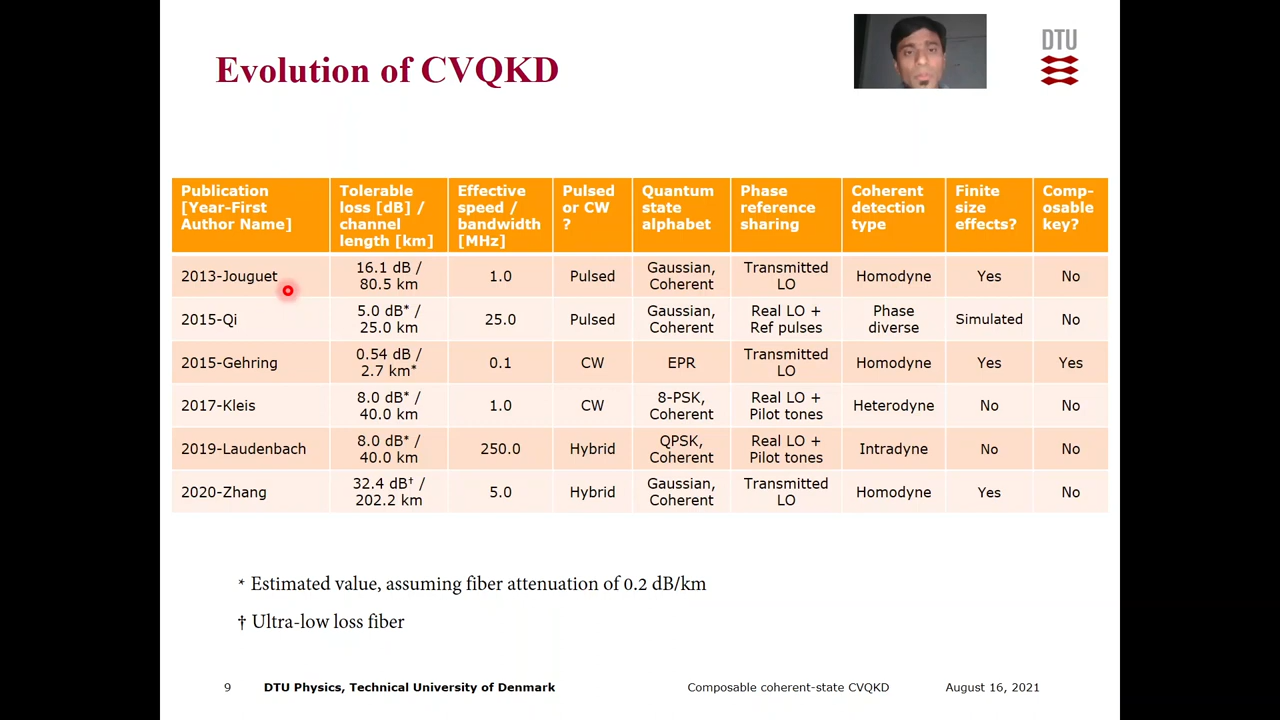 Evolution of CVQKD
DTU
Publication [Year-First Author Name] Tolerable loss [dB] / channel length [km] Effective speed / bandwidth [MHz] Pulsed or CW ? Quantum state alphabet Phase reference sharing Coherent detection type Finite size effects? Comp-osable key?
2013-Jouguet 16.1 dB / 80.5 km 1.0 Pulsed Gaussian, Coherent Transmitted LO Homodyne Yes No
2015-Qi 5.0 dB* / 25.0 km 25.0 Pulsed Gaussian, Coherent Real LO + Ref pulses Phase diverse Simulated No
2015-Gehring 0.54 dB / 2.7 km* 0.1 CW EPR Transmitted LO Homodyne Yes Yes
2017-Kleis 8.0 dB* / 40.0 km 1.0 CW 8-PSK, Coherent Real LO + Pilot tones Heterodyne No No
2019-Laudenbach 8.0 dB* / 40.0 km 250.0 Hybrid QPSK, Coherent Real LO + Pilot tones Intradyne No No
2020-Zhang 32.4 dB† / 202.2 km 5.0 Hybrid Gaussian, Coherent Transmitted LO Homodyne Yes No
* Estimated value, assuming fiber attenuation of 0.2 dB/km
† Ultra-low loss fiber
9 DTU Physics, Technical University of Denmark Composable coherent-state CVQKD August 16, 2021